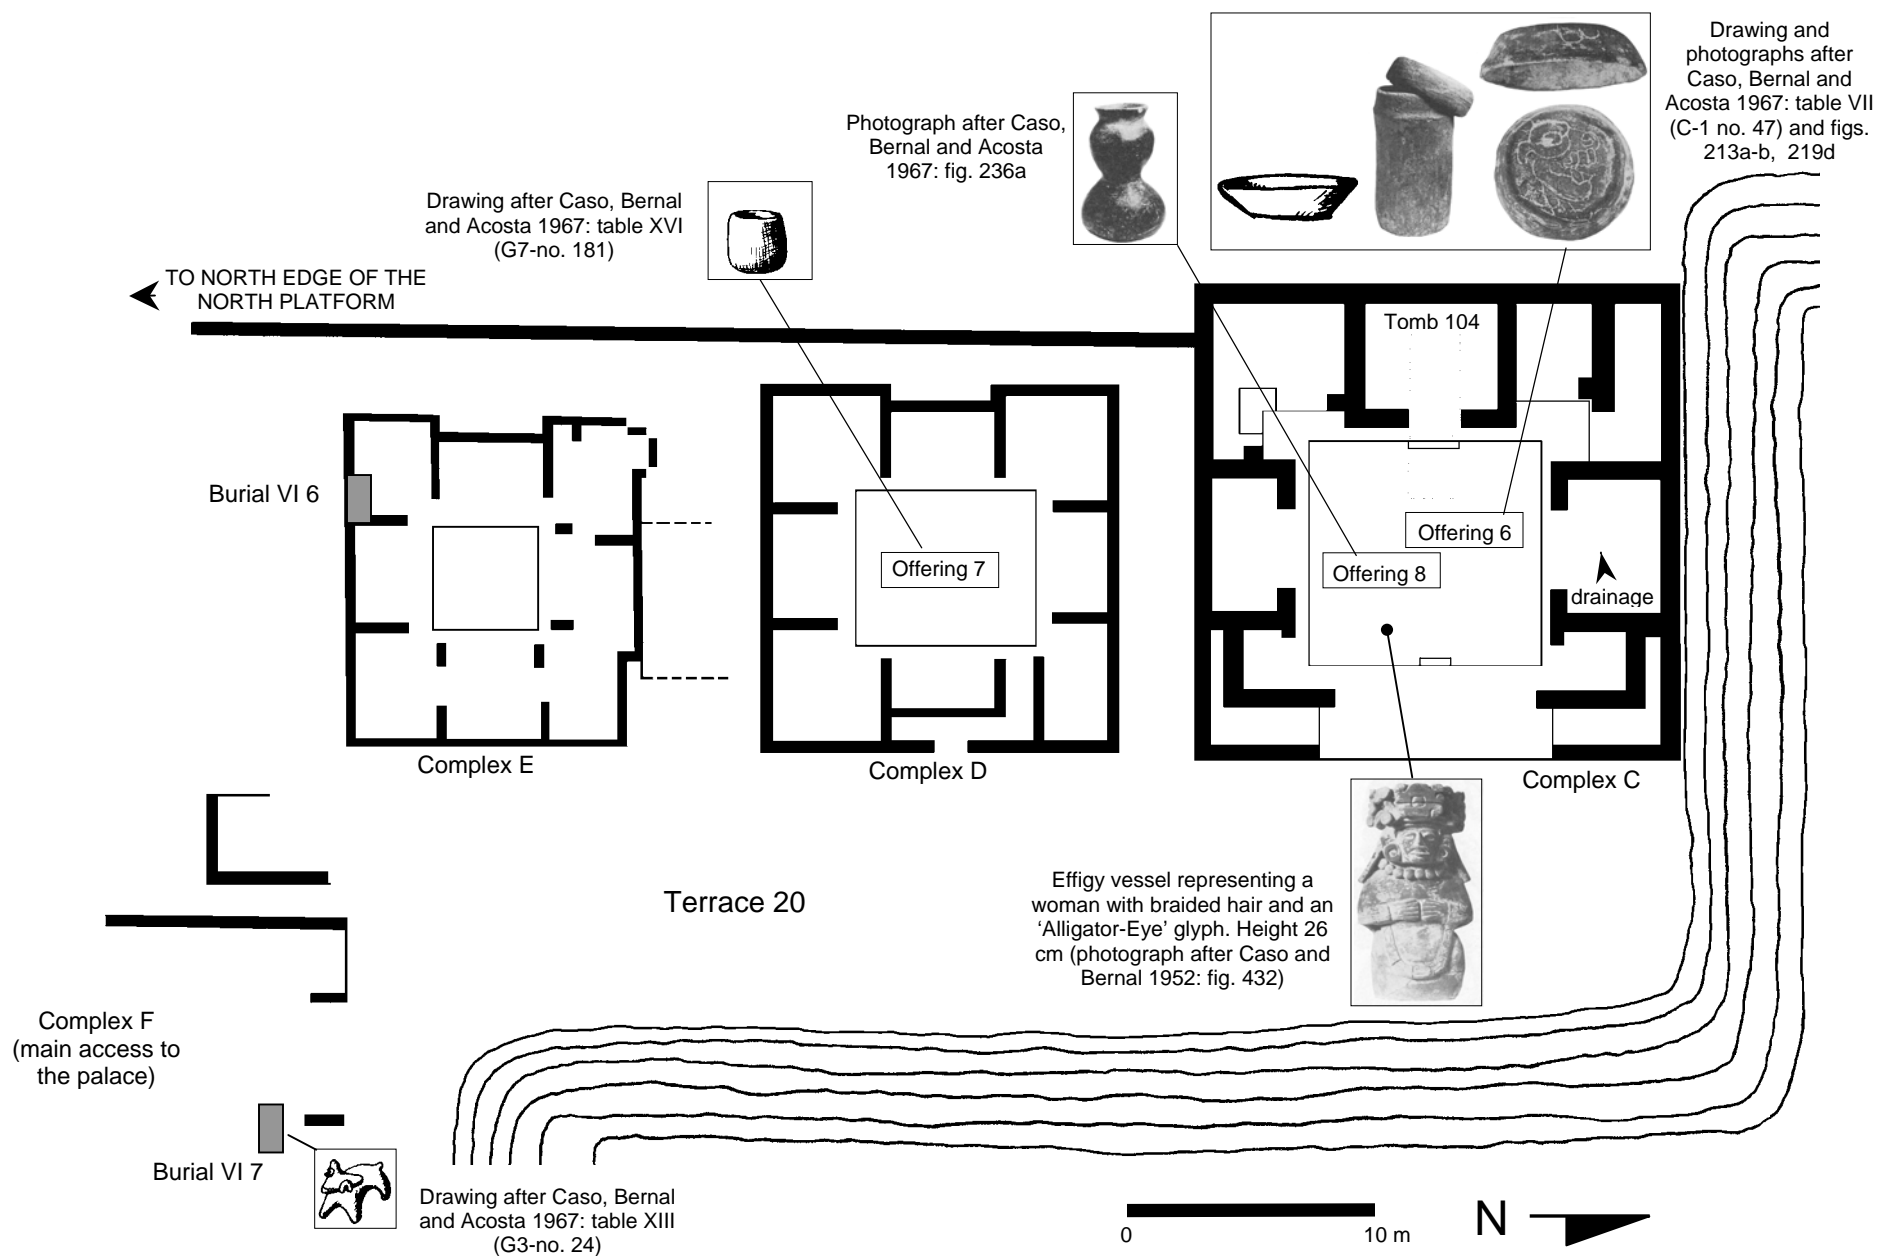 Drawing and
photographs after
Caso, Bernal and
Acosta 1967: table VII
(C-1 no. 47) and figs.
213a-b, 219d
Photograph after Caso,
Bernal and Acosta
1967: fig. 236a
Drawing after Caso, Bernal
and Acosta 1967: table XVI
(G7-no. 181)
TO NORTH EDGE OF THE
NORTH PLATFORM
Tomb 104
Burial VI 6
Offering 6
Offering 7
Offering 8
drainage
Complex E
Complex D
Complex C
Terrace 20
Effigy vessel representing a
woman with braided hair and an
‘Alligator-Eye’ glyph. Height 26
cm (photograph after Caso and
Bernal 1952: fig. 432)
Complex F
(main access to
the palace)
Burial VI 7
Drawing after Caso, Bernal
and Acosta 1967: table XIII
(G3-no. 24)
0
10 m
N